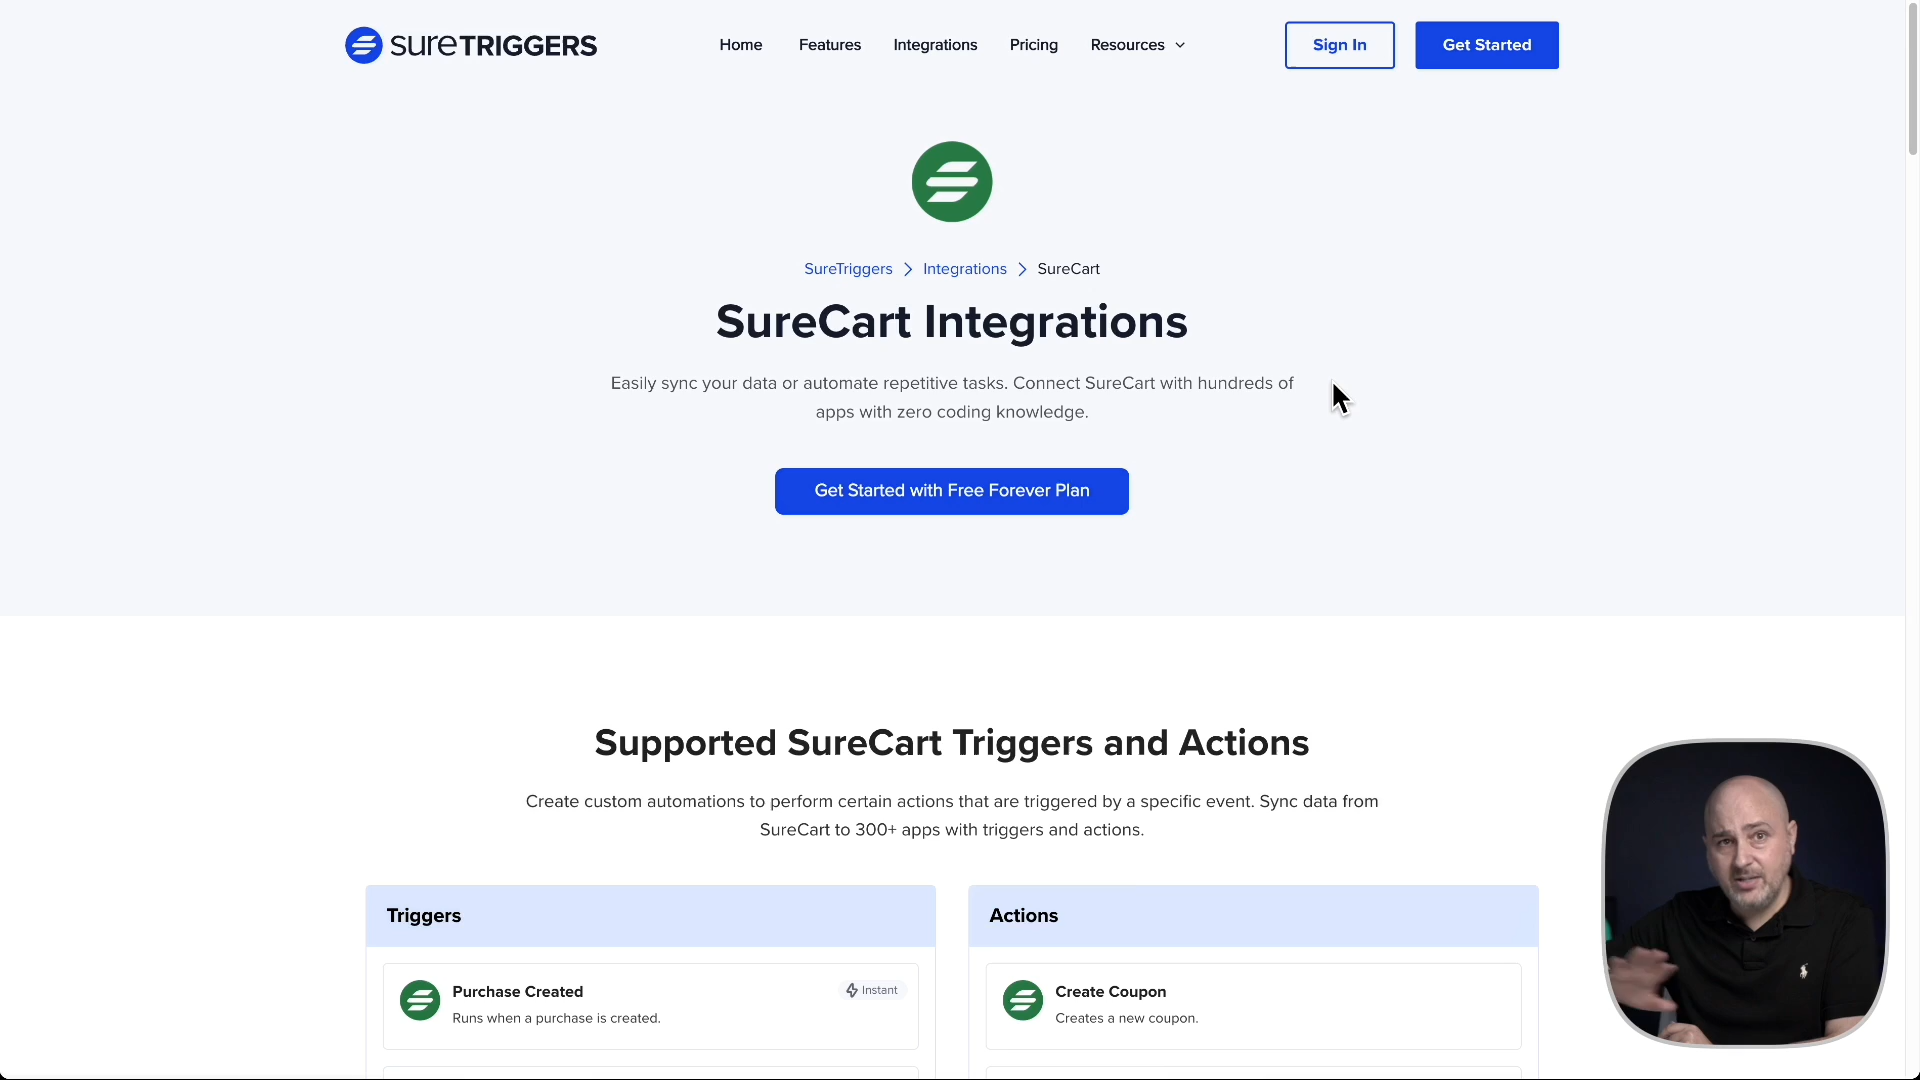 sureTRIGGERS
Home
Features
Integrations
Pricing
Resources
Sign In
Get Started
SureTriggers > Integrations > SureCart
SureCart Integrations
Easily sync your data or automate repetitive tasks. Connect SureCart with hundreds of
apps with zero coding knowledge.
Get Started with Free Forever Plan
Supported SureCart Triggers and Actions
Create custom automations to perform certain actions that are triggered by a specific event. Sync data from
SureCart to 300+ apps with triggers and actions.
Triggers
Purchase Created
Instant
Runs when a purchase is created.
Actions
Create Coupon
Creates a new coupon.